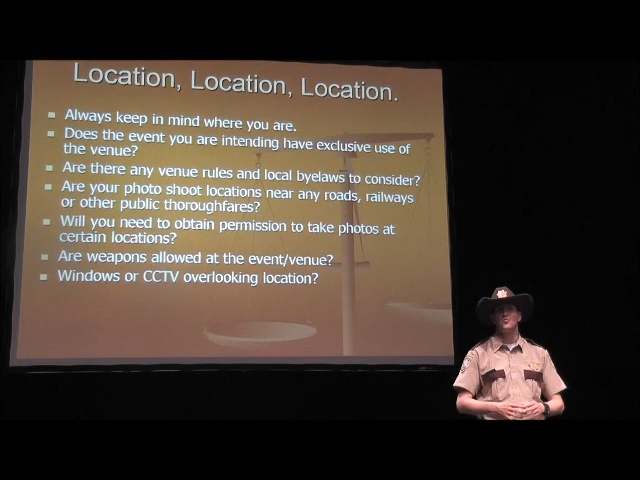 Location, Location, Location.
Always keep in mind where you are.
Does the event you are intending have exclusive use of
the venue?
Are there any venue rules and local byelaws to consider?
Are your photo shoot locations near any roads, railways
or other public thoroughfares?
Will you need to obtain permission to take photos at
certain locations?
Are weapons allowed at the event/venue?
Windows or CCTV overlooking location?